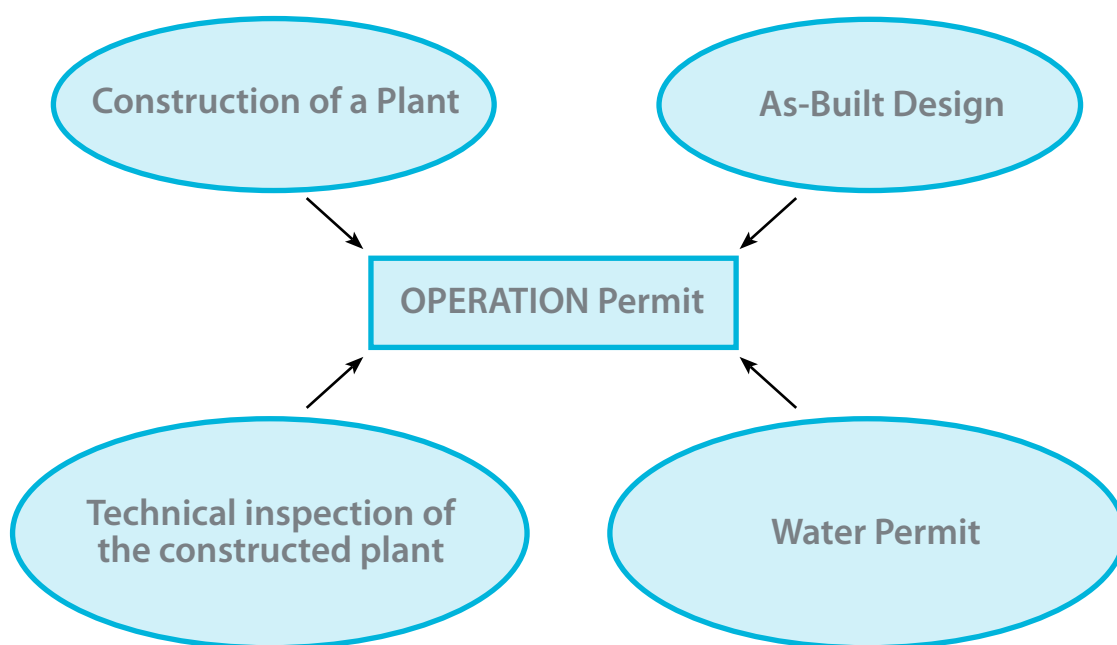 Construction of a Plant
As-Built Design
OPERATION Permit
Technical inspection of
the constructed plant
Water Permit